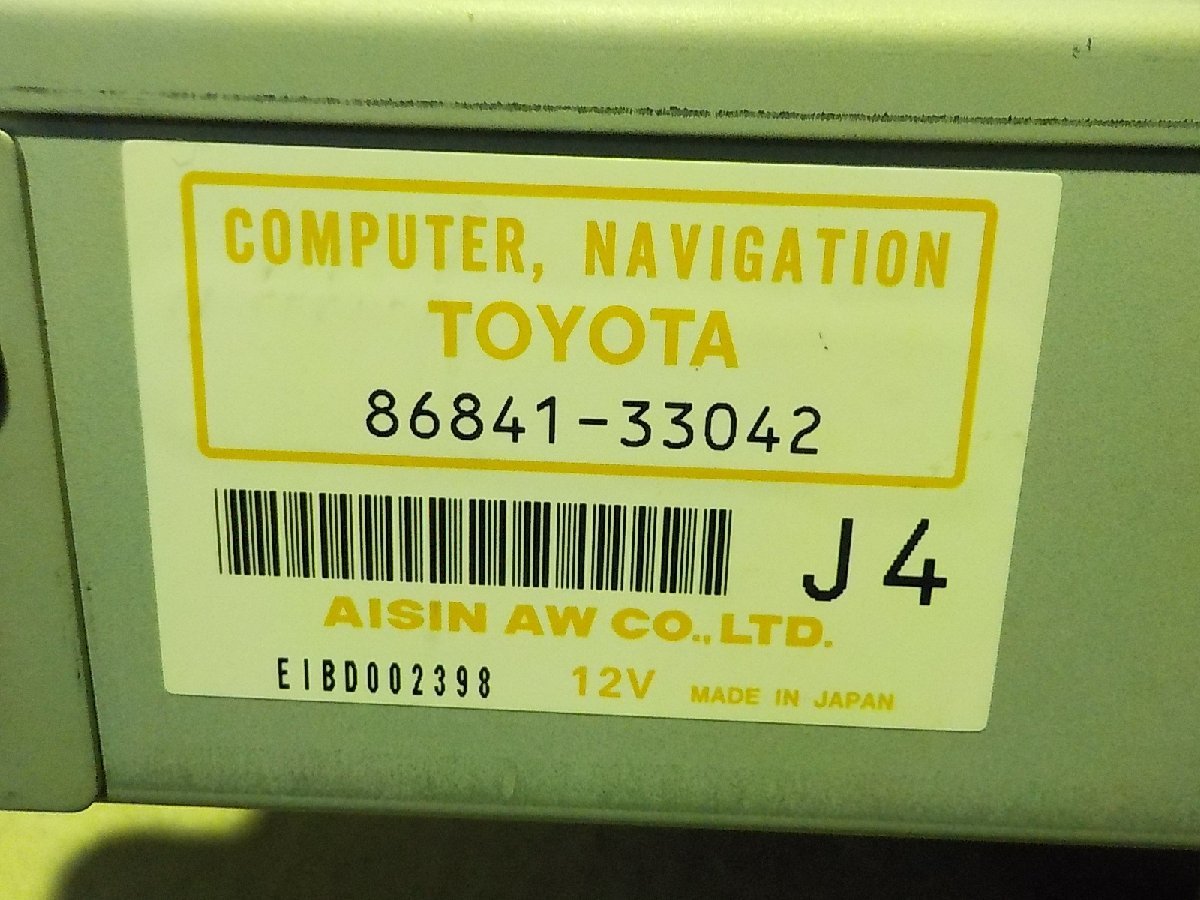 COMPUTER, NAVIGATION
TOYOTA
86841-33042
J4
AISIN AW CO., LTD.
EIBD002398 12V MADE IN JAPAN